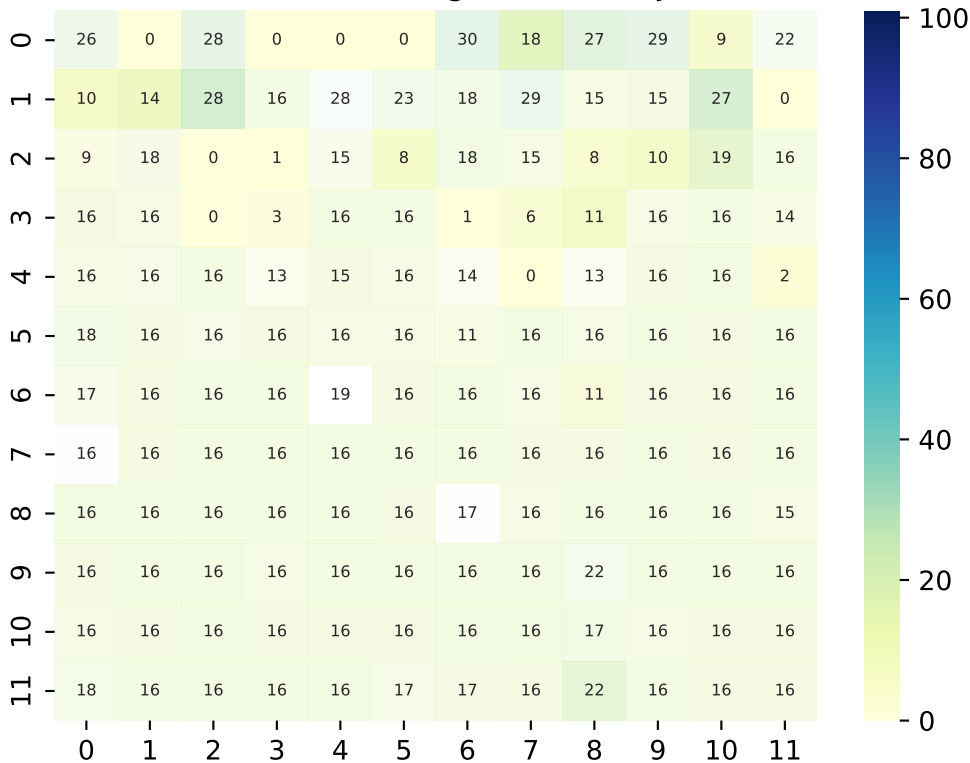 0 26 0 28 0 0 0 30 18 27 29 9 22
1 10 14 28 16 28 23 18 29 15 15 27 0
2 9 18 0 1 15 8 18 15 8 10 19 16
3 16 16 0 3 16 16 1 6 11 16 16 14
4 16 16 16 13 15 16 14 0 13 16 16 2
5 18 16 16 16 16 16 11 16 16 16 16 16
6 17 16 16 16 19 16 16 16 11 16 16 16
7 16 16 16 16 16 16 16 16 16 16 16 16
8 16 16 16 16 16 16 17 16 16 16 16 15
9 16 16 16 16 16 16 16 16 22 16 16 16
10 16 16 16 16 16 16 16 16 17 16 16 16
11 18 16 16 16 16 17 17 16 22 16 16 16
0 1 2 3 4 5 6 7 8 9 10 11
100
80
60
40
20
0